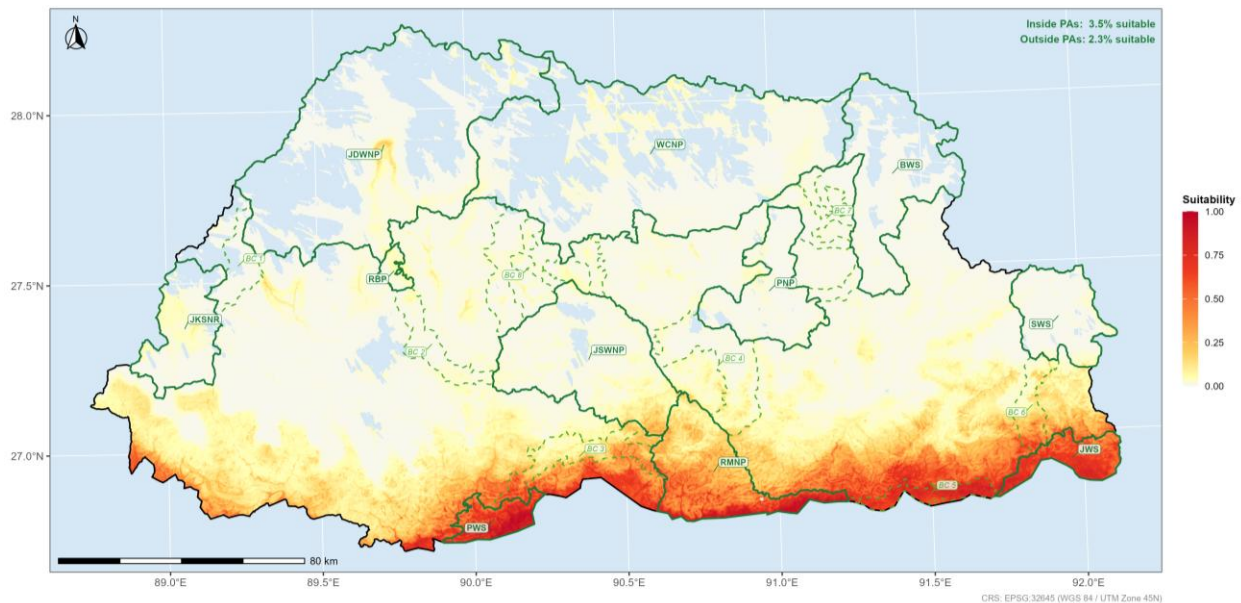 N
Inside PAs: 3.5% suitable
Outside PAs: 2.3% suitable
28.0°N
27.5°N
27.0°N
JDWNP
WCNP
BWS
BC 7
BC 1
RBP
BC 8
PNP
JKSNR
SWS
BC 2
JSWNP
BC 4
BC 6
BC 3
RMNP
JWS
BC 5
PWS
80 km
89.0°E
89.5°E
90.0°E
90.5°E
91.0°E
91.5°E
92.0°E
Suitability
1.00
0.75
0.50
0.25
0.00
CRS: EPSG:32645 (WGS 84 / UTM Zone 45N)